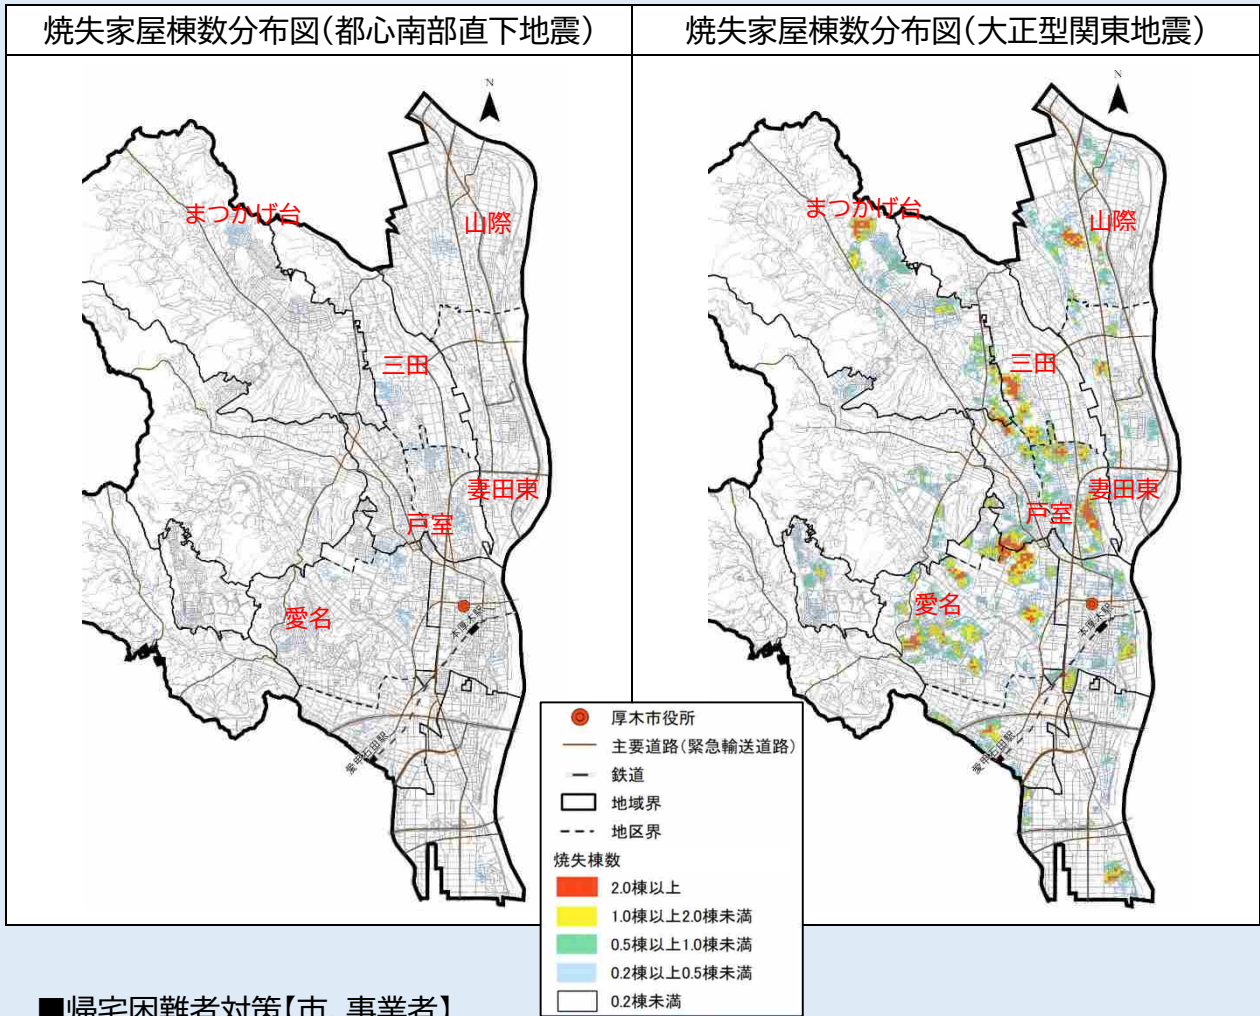 焼失家屋棟数分布図(都心南部直下地震)
焼失家屋棟数分布図(大正型関東地震)
N
まつかげ台
山際
三田
妻田東
戸室
愛名
本厚木駅
愛甲石田駅
N
まつかげ台
山際
三田
妻田東
戸室
愛名
本厚木駅
愛甲石田駅
厚木市役所
主要道路(緊急輸送道路)
鉄道
地域界
地区界
焼失棟数
2.0棟以上
1.0棟以上2.0棟未満
0.5棟以上1.0棟未満
0.2棟以上0.5棟未満
0.2棟未満
■帰宅困難者対策【市、事業者】